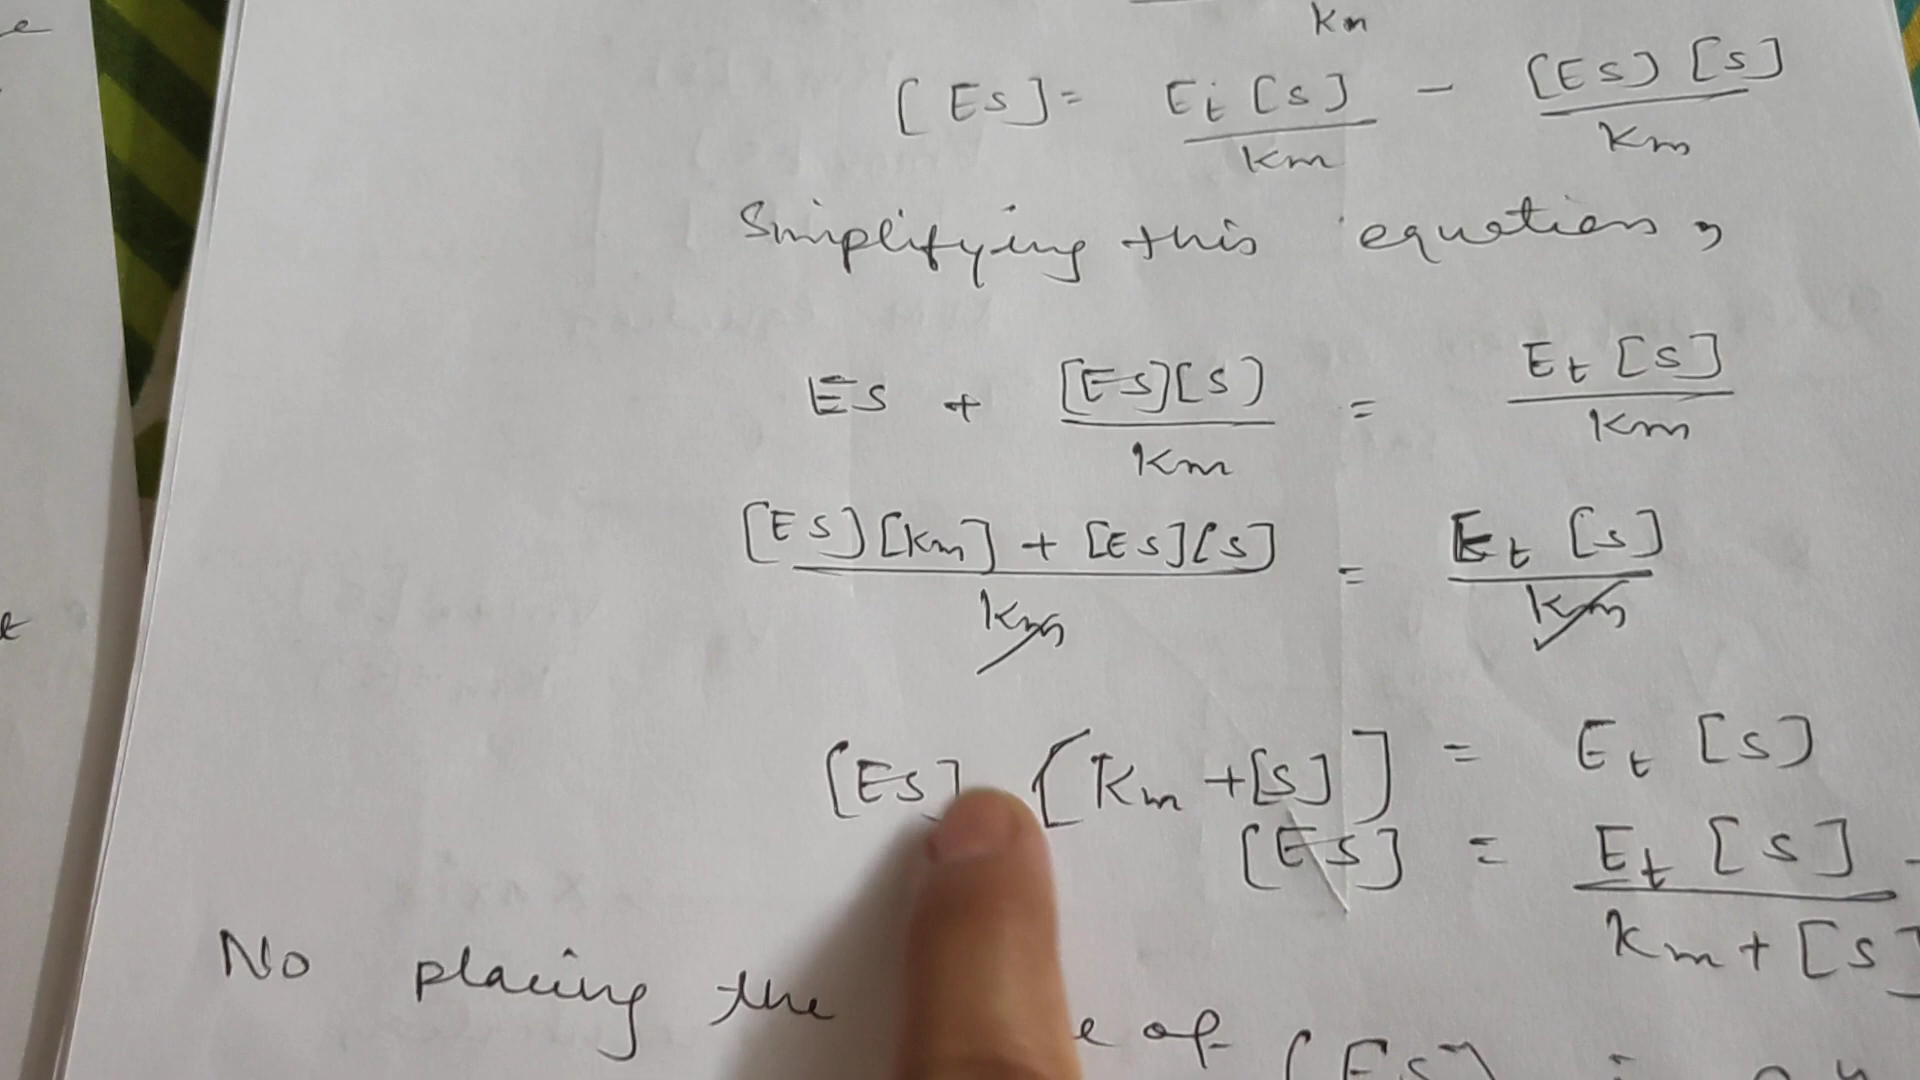 Km
[ES] = Et [S] / Km - [ES] [S] / Km
Simplifying this equation,
ES + [ES][S] / Km = Et [S] / Km
[ES][Km] + [ES][S] / Km = Et [S] / Km
[ES] [Km + [S]] = Et [S]
[ES] = Et [S] / Km + [S]
No placing the of
[ES]